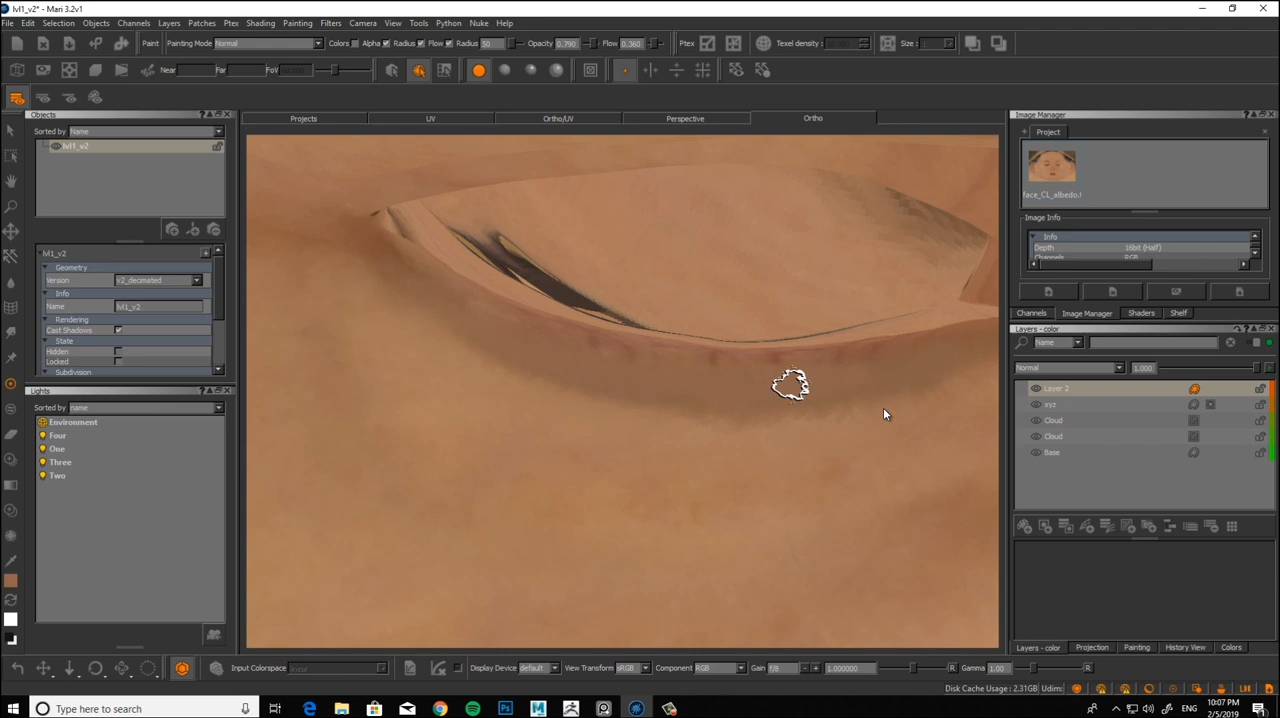 lvl1_v2* - Mari 3.2v1
File Edit Selection Objects Channels Layers Patches Ptex Shading Painting Filters Camera View Tools Python Nuke Help
Paint Painting Mode Normal Colors Alpha Radius Flow Radius 50 Opacity 0.790 Flow 0.360 Ptex Texel density: Size :
Near Far FoV
Objects
Sorted by Name
lvl1_v2
lvl1_v2
Geometry
Version v2_decimated
Info
Name lvl1_v2
Rendering
Cast Shadows
State
Hidden
Locked
Subdivision
Lights
Sorted by name
Environment
Four
One
Three
Two
Projects UV Ortho/UV Perspective Ortho
Image Manager
Project
face_CL_albedo.t
Image Info
Info
Depth 16bit (Half)
Channels RGB
Channels Image Manager Shaders Shelf
Layers - color
Name
Normal 1.000
Layer 2
xyz
Cloud
Cloud
Base
Layers - color Projection Painting History View Colors
Input Colorspace linear Display Device default View Transform sRGB Component RGB Gain f/8 1.000000 R Gamma 1.00 R
Disk Cache Usage : 2.31GB Udim:
Type here to search
10:07 PM
2/5/2019